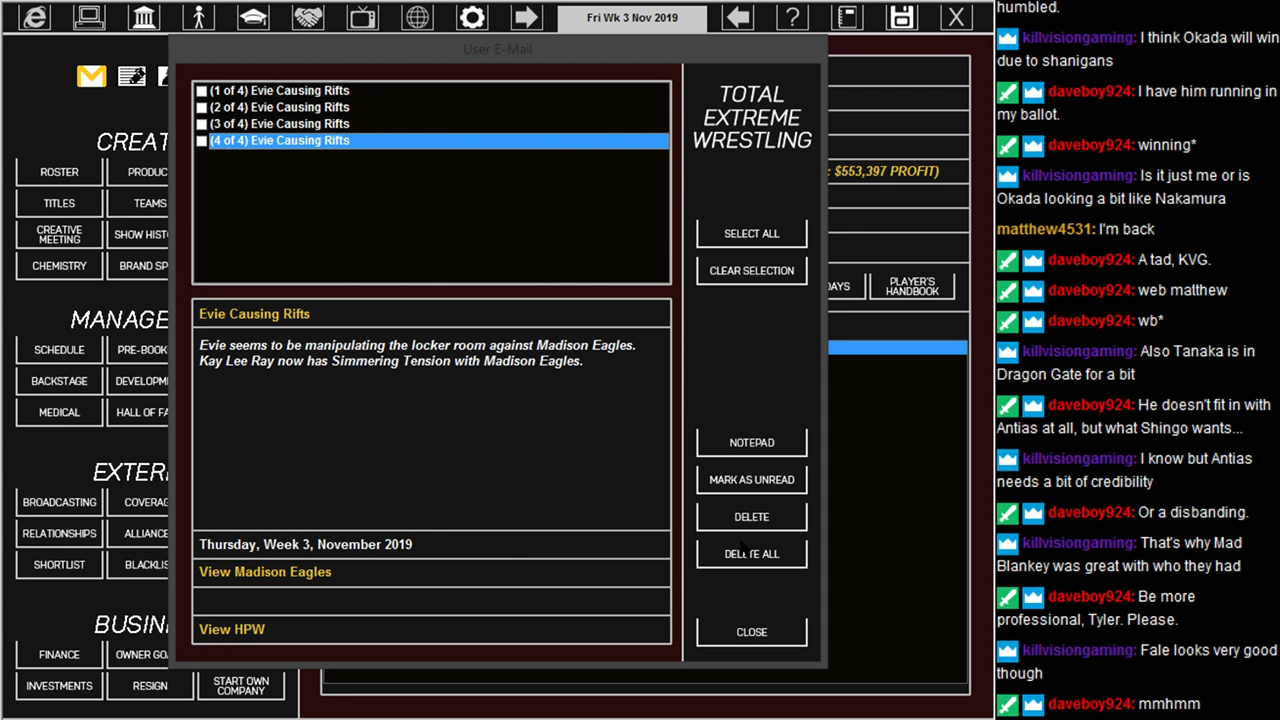 Fri Wk 3 Nov 2019
?
X
User E-Mail
CREAT
ROSTER
PRODUC
TITLES
TEAMS
CREATIVE
MEETING
SHOW HIST
CHEMISTRY
BRAND SP
MANAGE
SCHEDULE
PRE-BOOK
BACKSTAGE
DEVELOPM
MEDICAL
HALL OF FA
EXTER
BROADCASTING
COVERAG
RELATIONSHIPS
ALLIANC
SHORTLIST
BLACKLIS
BUSIN
FINANCE
OWNER GOA
INVESTMENTS
RESIGN
START OWN
COMPANY
(1 of 4) Evie Causing Rifts
(2 of 4) Evie Causing Rifts
(3 of 4) Evie Causing Rifts
(4 of 4) Evie Causing Rifts
Evie Causing Rifts
Evie seems to be manipulating the locker room against Madison Eagles.
Kay Lee Ray now has Simmering Tension with Madison Eagles.
Thursday, Week 3, November 2019
View Madison Eagles
View HPW
TOTAL
EXTREME
WRESTLING
SELECT ALL
CLEAR SELECTION
NOTEPAD
MARK AS UNREAD
DELETE
DELETE ALL
CLOSE
: $553,397 PROFIT)
DAYS
PLAYER'S
HANDBOOK
humbled.
killvisiongaming: I think Okada will win
due to shanigans
daveboy924: I have him running in
my ballot.
daveboy924: winning*
killvisiongaming: Is it just me or is
Okada looking a bit like Nakamura
matthew4531: I'm back
daveboy924: A tad, KVG.
daveboy924: web matthew
daveboy924: wb*
killvisiongaming: Also Tanaka is in
Dragon Gate for a bit
daveboy924: He doesn't fit in with
Antias at all, but what Shingo wants...
killvisiongaming: I know but Antias
needs a bit of credibility
daveboy924: Or a disbanding.
killvisiongaming: That's why Mad
Blankey was great with who they had
daveboy924: Be more
professional, Tyler. Please.
killvisiongaming: Fale looks very good
though
daveboy924: mmhmm